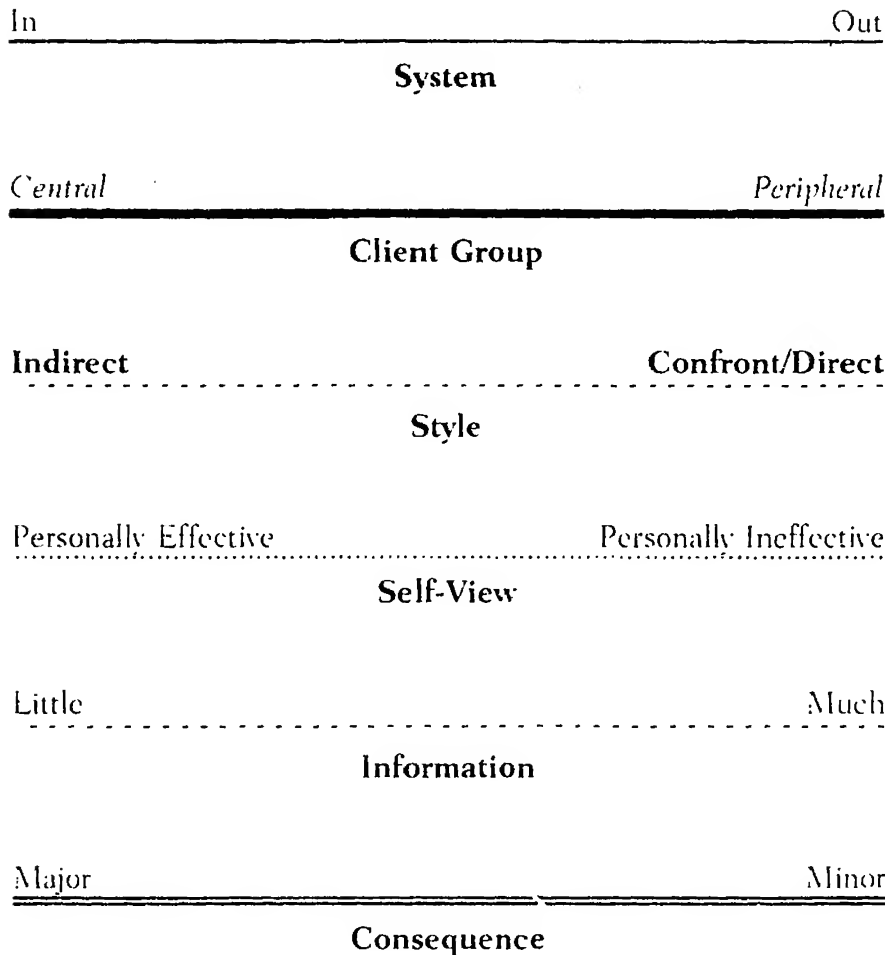 In Out
System
Central Peripheral
Client Group
Indirect Confront/Direct
Style
Personally Effective Personally Ineffective
Self-View
Little Much
Information
Major Minor
Consequence